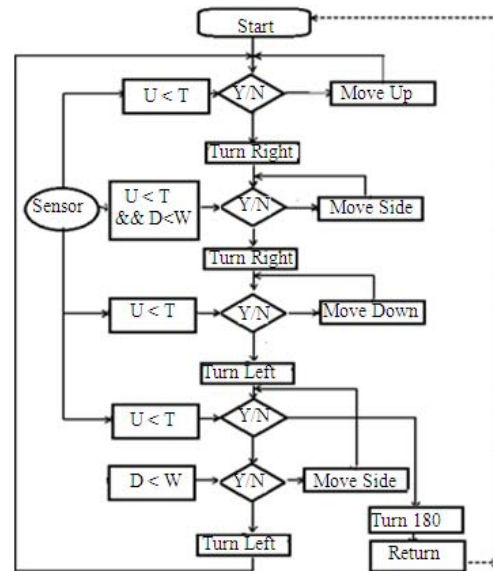 Start
U < T
Y/N
Move Up
Turn Right
Sensor
U < T
&& D<W
Y/N
Move Side
Turn Right
U < T
Y/N
Move Down
Turn Left
U < T
Y/N
D < W
Y/N
Move Side
Turn 180
Turn Left
Return